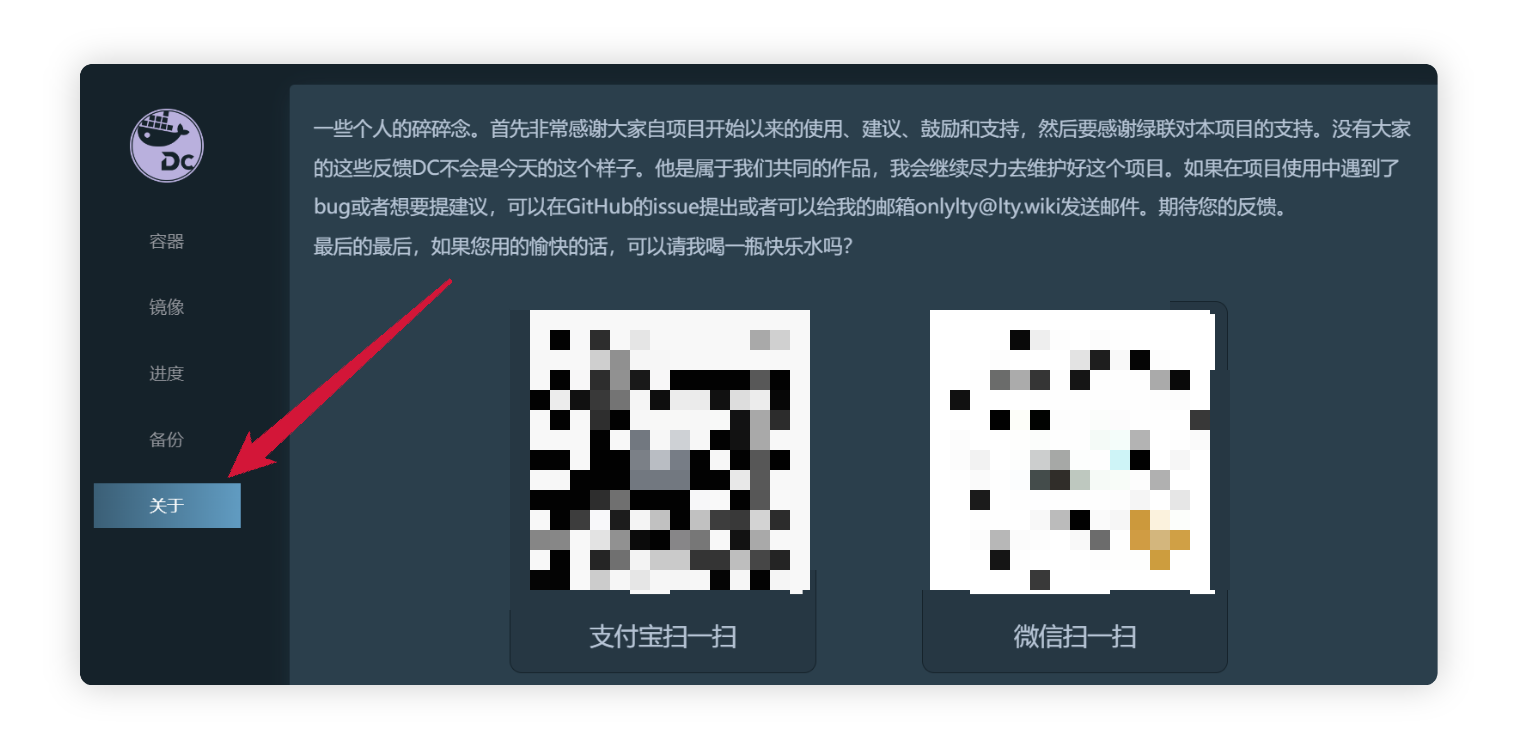 DC
容器
镜像
进度
备份
关于
一些个人的碎碎念。首先非常感谢大家自项目开始以来的使用、建议、鼓励和支持，然后要感谢绿联对本项目的支持。没有大家
的这些反馈DC不会是今天的这个样子。他是属于我们共同的作品，我会继续尽力去维护好这个项目。如果在项目使用中遇到了
bug或者想要提建议，可以在GitHub的issue提出或者可以给我的邮箱onlylty@lty.wiki发送邮件。期待您的反馈。
最后的最后，如果您用的愉快的话，可以请我喝一瓶快乐水吗?
支付宝扫一扫
微信扫一扫